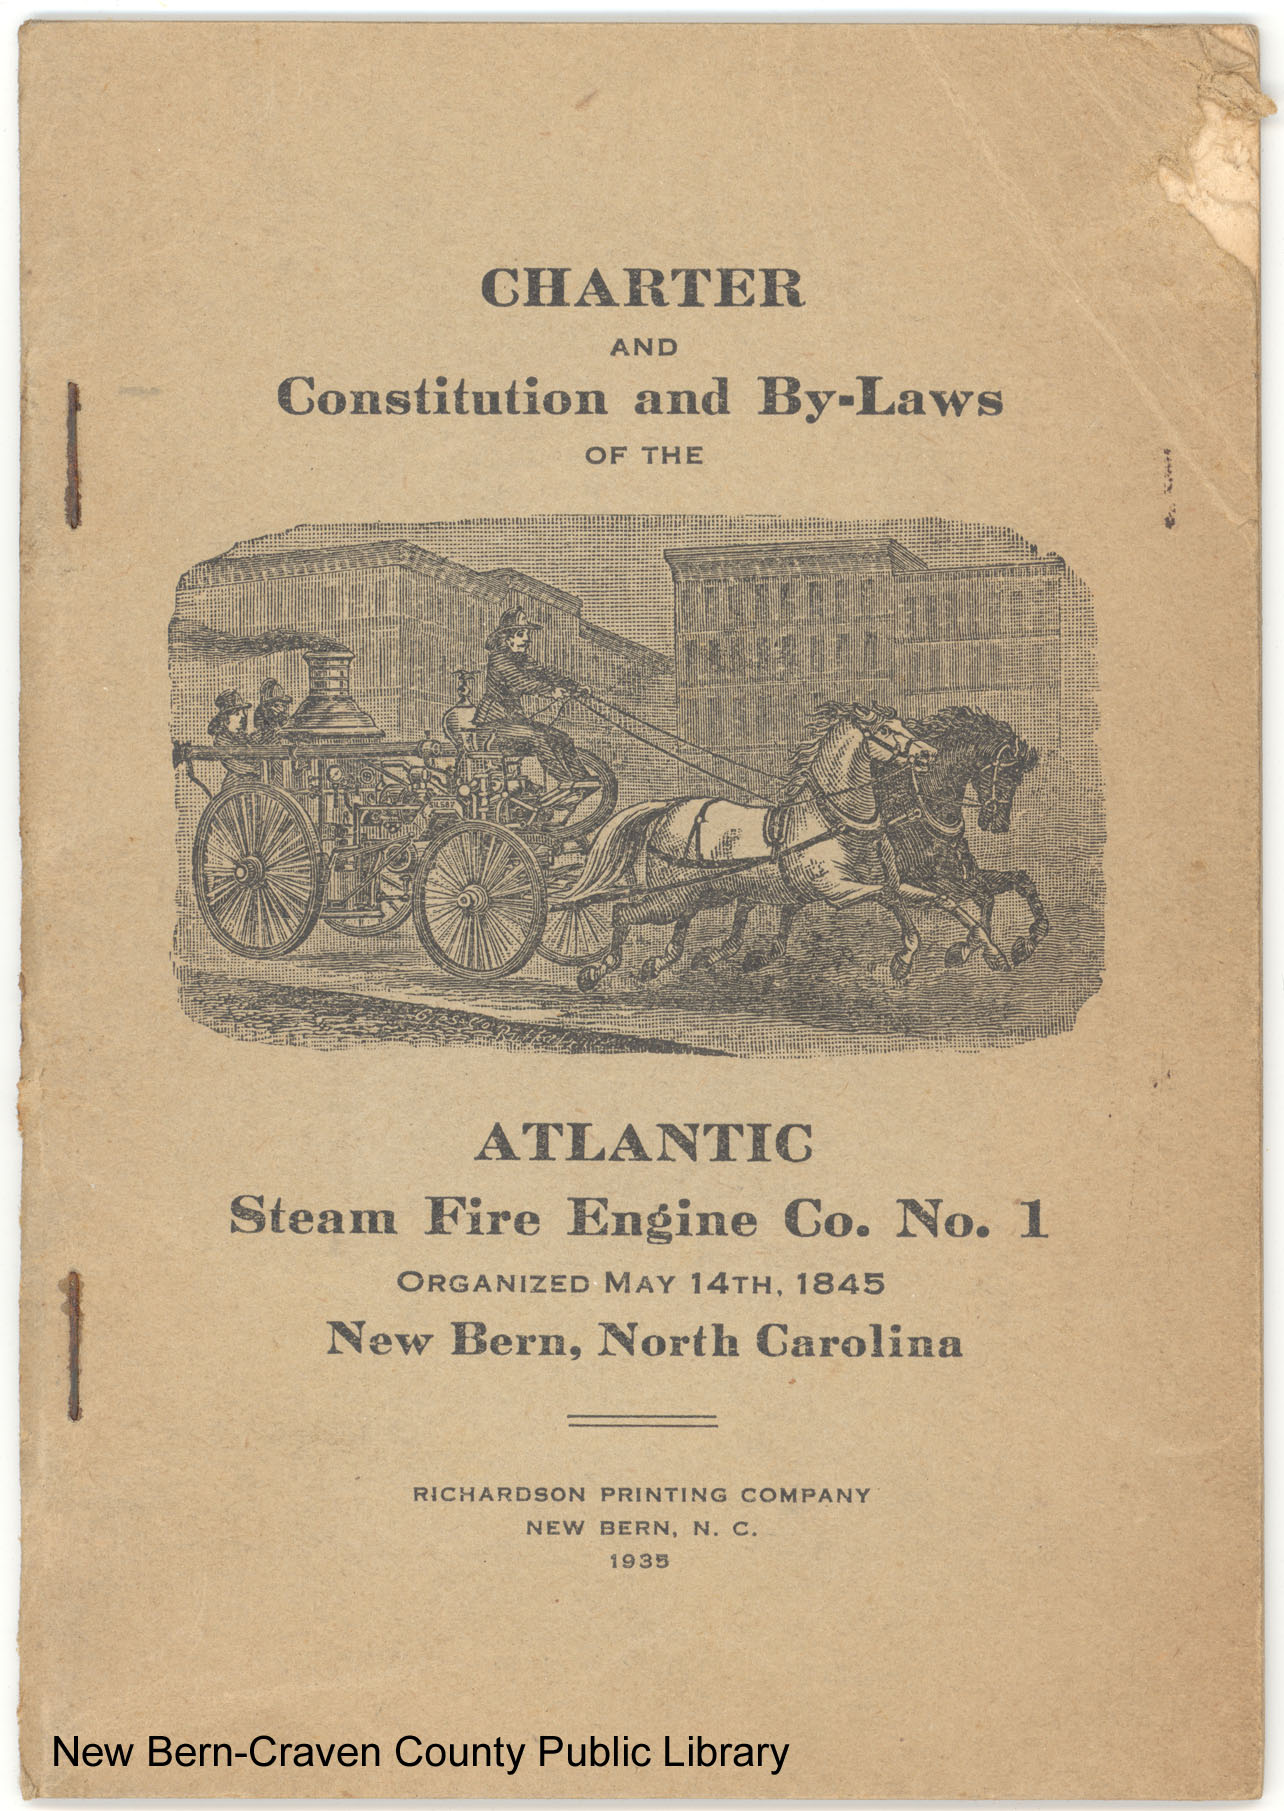 CHARTER
AND
Constitution and By-Laws
OF THE
ATLANTIC
Steam Fire Engine Co. No. 1
ORGANIZED MAY 14TH, 1845
New Bern, North Carolina
RICHARDSON PRINTING COMPANY
NEW BERN, N. C.
1935
New Bern-Craven County Public Library